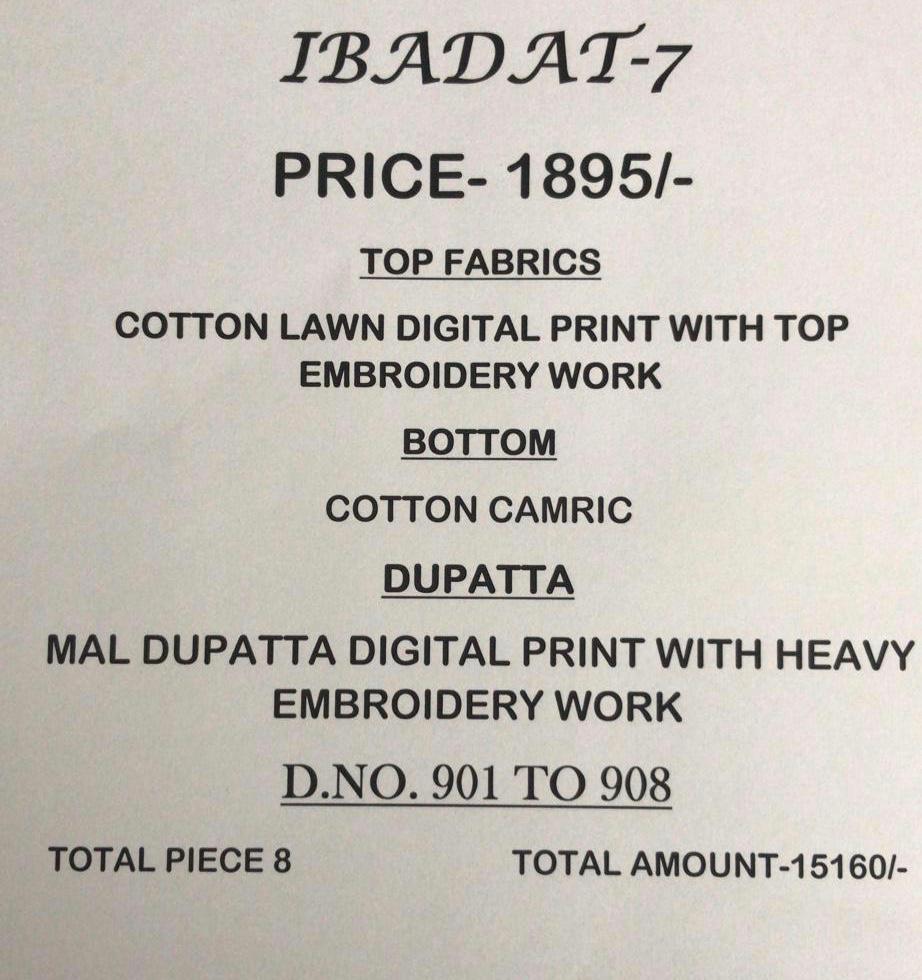 IBADAT-7
PRICE- 1895/-
TOP FABRICS
COTTON LAWN DIGITAL PRINT WITH TOP
EMBROIDERY WORK
BOTTOM
COTTON CAMRIC
DUPATTA
MAL DUPATTA DIGITAL PRINT WITH HEAVY
EMBROIDERY WORK
D.NO. 901 TO 908
TOTAL PIECE 8 TOTAL AMOUNT-15160/-